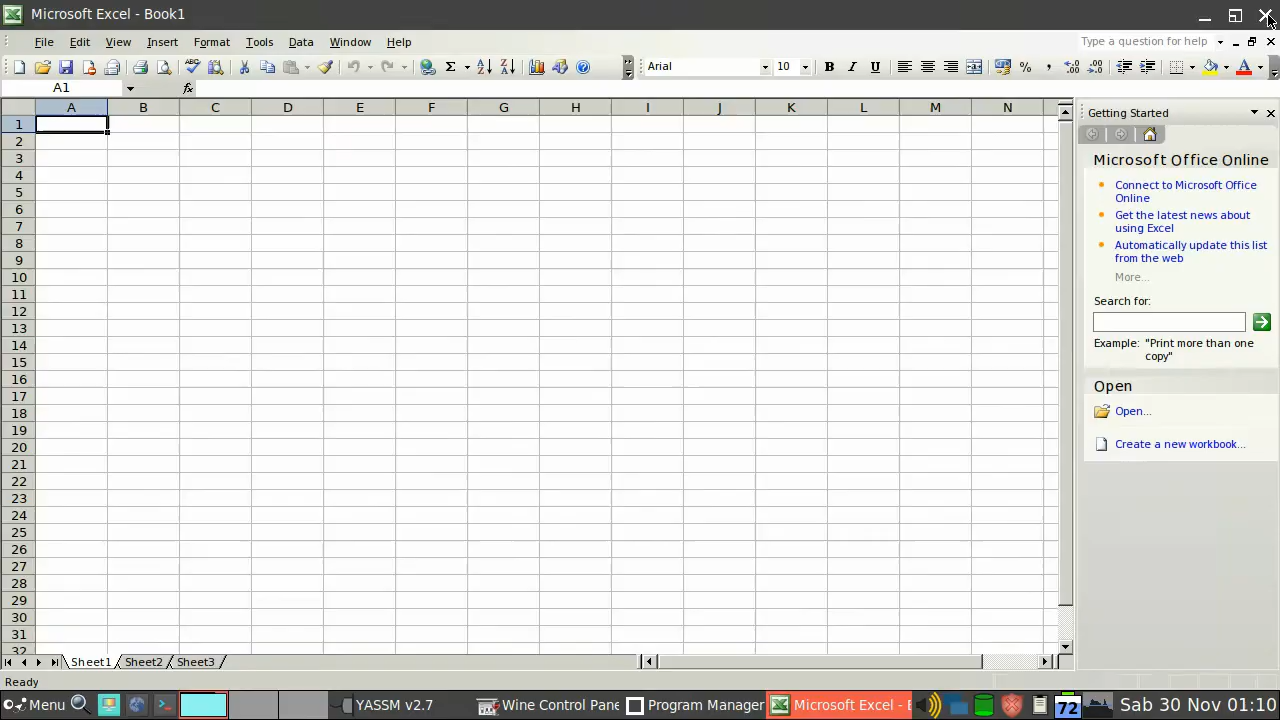 Microsoft Excel - Book1
File Edit View Insert Format Tools Data Window Help Type a question for help
Arial 10 B I U
A1 fx
A B C D E F G H I J K L M N
Getting Started
Microsoft Office Online
Connect to Microsoft Office
Online
Get the latest news about
using Excel
Automatically update this list
from the web
More...
Search for:
Example: "Print more than one
copy"
Open
Open...
Create a new workbook...
1
2
3
4
5
6
7
8
9
10
11
12
13
14
15
16
17
18
19
20
21
22
23
24
25
26
27
28
29
30
31
32
Sheet1 Sheet2 Sheet3
Ready
Menu YASSM v2.7 Wine Control Pane Program Manager Microsoft Excel - E 72 Sab 30 Nov 01:10